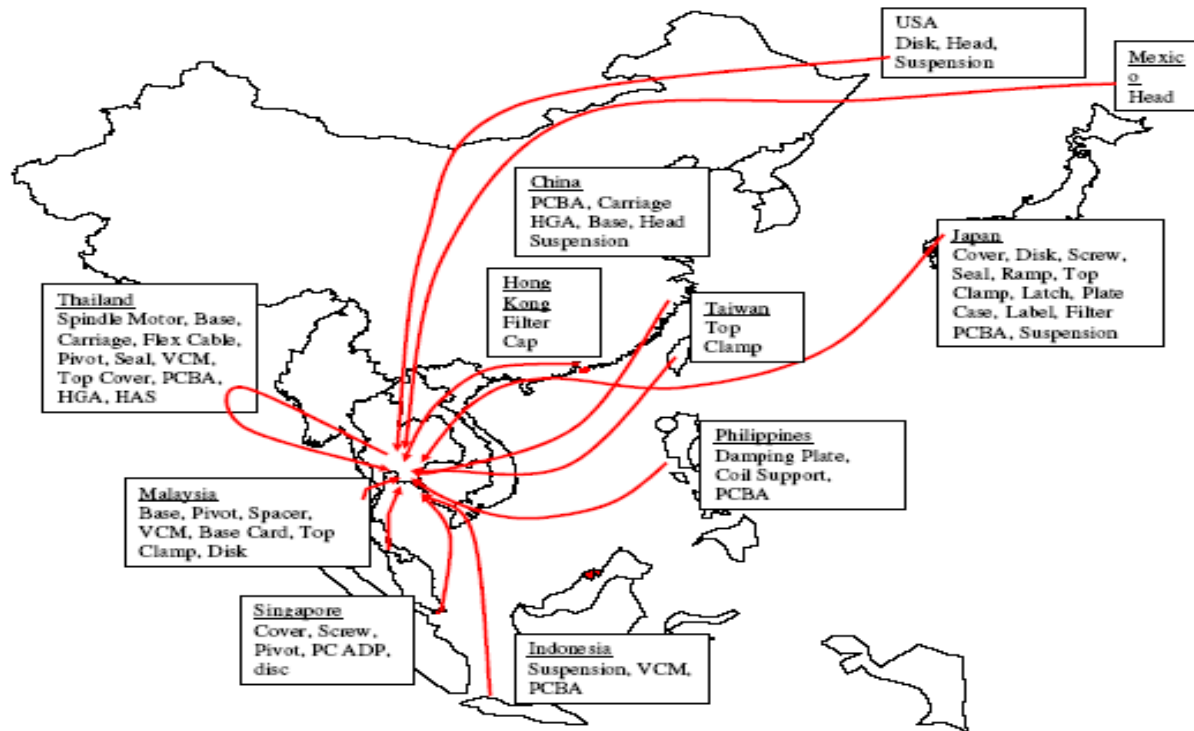 USA
Disk, Head,
Suspension
Mexic
o
Head
China
PCBA, Carriage
HGA, Base, Head
Suspension
Japan
Cover, Disk, Screw,
Seal, Ramp, Top
Clamp, Latch, Plate
Case, Label, Filter
PCBA, Suspension
Hong
Kong
Filter
Cap
Taiwan
Top
Clamp
Thailand
Spindle Motor, Base,
Carriage, Flex Cable,
Pivot, Seal, VCM,
Top Cover, PCBA,
HGA, HAS
Philippines
Damping Plate,
Coil Support,
PCBA
Malaysia
Base, Pivot, Spacer,
VCM, Base Card, Top
Clamp, Disk
Singapore
Cover, Screw,
Pivot, PC ADP,
disc
Indonesia
Suspension, VCM,
PCBA